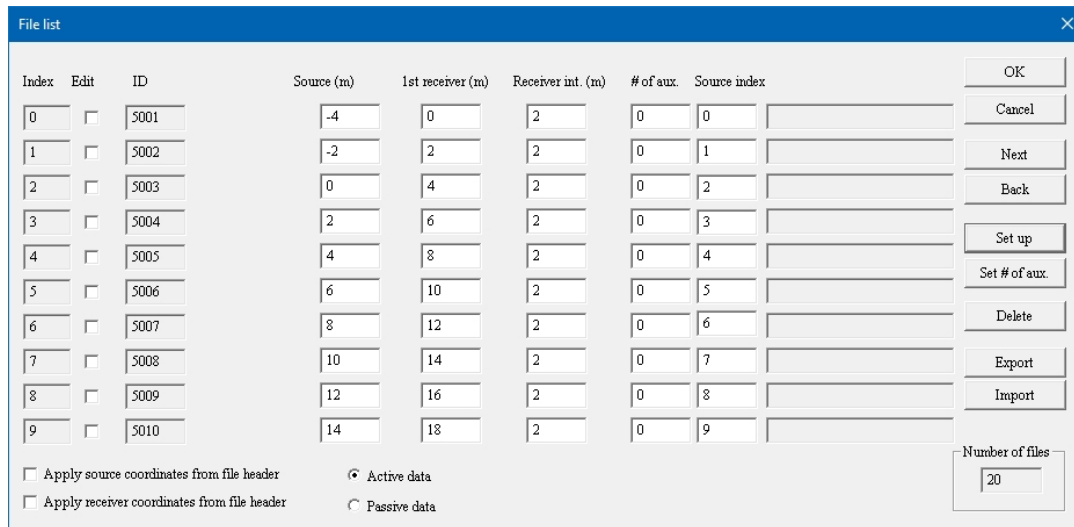 File list
Index Edit ID Source (m) 1st receiver (m) Receiver int. (m) # of aux. Source index
0 5001 -4 0 2 0 0
1 5002 -2 2 2 0 1
2 5003 0 4 2 0 2
3 5004 2 6 2 0 3
4 5005 4 8 2 0 4
5 5006 6 10 2 0 5
6 5007 8 12 2 0 6
7 5008 10 14 2 0 7
8 5009 12 16 2 0 8
9 5010 14 18 2 0 9
OK
Cancel
Next
Back
Set up
Set # of aux.
Delete
Export
Import
Number of files
20
Apply source coordinates from file header
Active data
Apply receiver coordinates from file header
Passive data